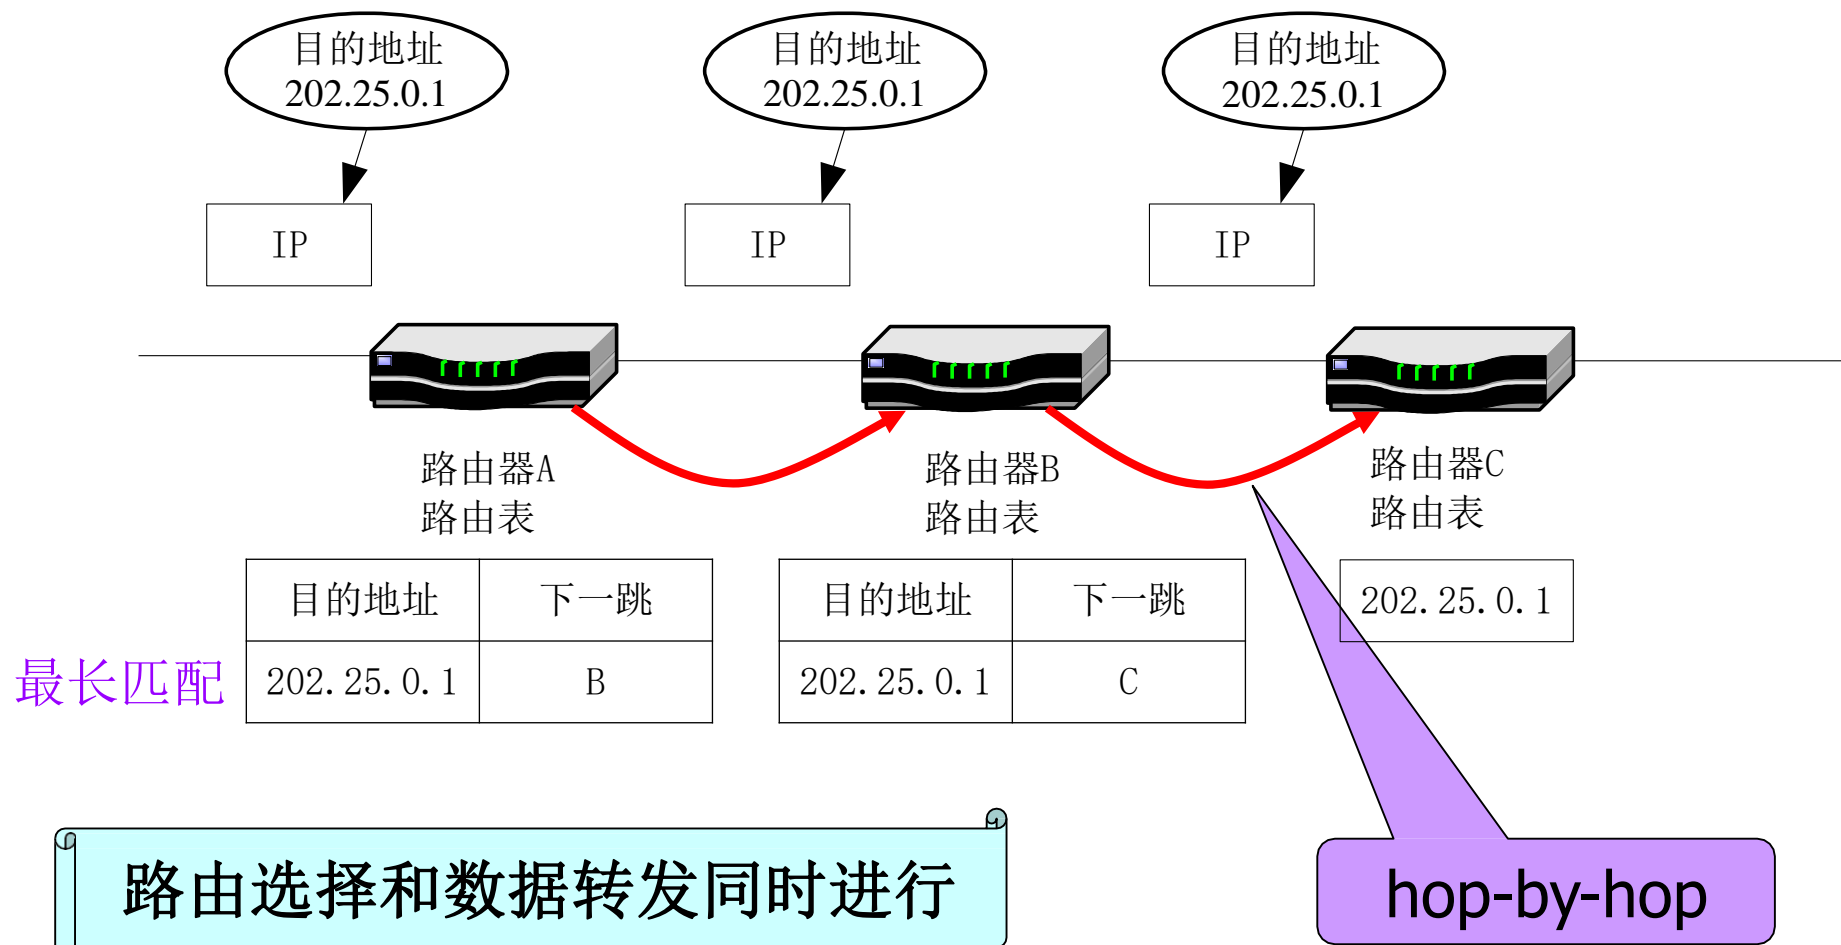 目的地址
202.25.0.1
目的地址
202.25.0.1
目的地址
202.25.0.1
IP
IP
IP
路由器A
路由表
路由器B
路由表
路由器C
路由表
目的地址 下一跳
202.25.0.1 B
目的地址 下一跳
202.25.0.1 C
202.25.0.1
最长匹配
路由选择和数据转发同时进行
hop-by-hop